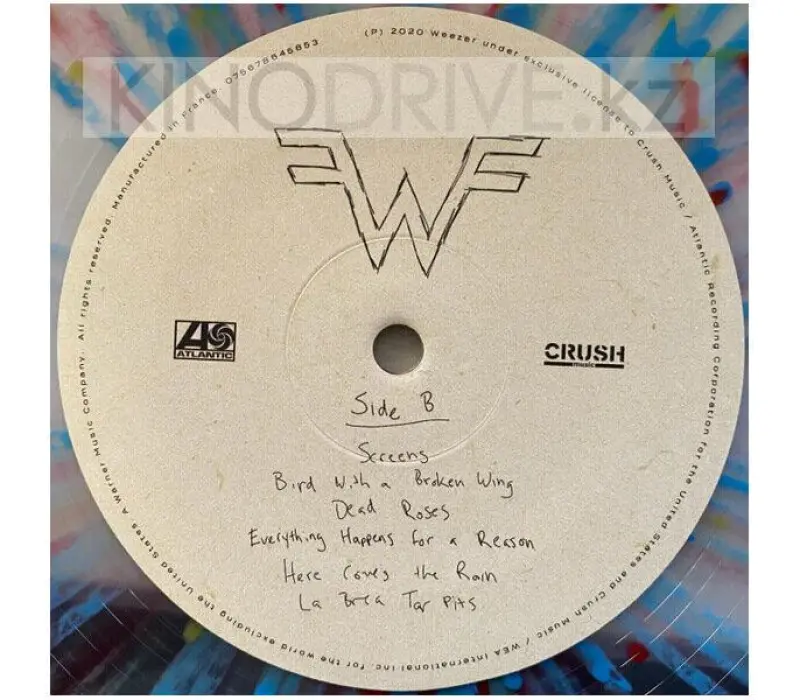 (P) 2020 Weezer under exclusive license to Crush Music / Atlantic Recording Corporation for the United States and Crush Music / WEA International Inc. for the world excluding the United States A Warner Music Company. All rights reserved. Manufactured in France. 075678645853
KINODRIVE.kz
AS
ATLANTIC
CRUSH
music
Side B
Screens
Bird With a Broken Wing
Dead Roses
Everything Happens for a Reason
Here Comes the Rain
La Brea Tar Pits